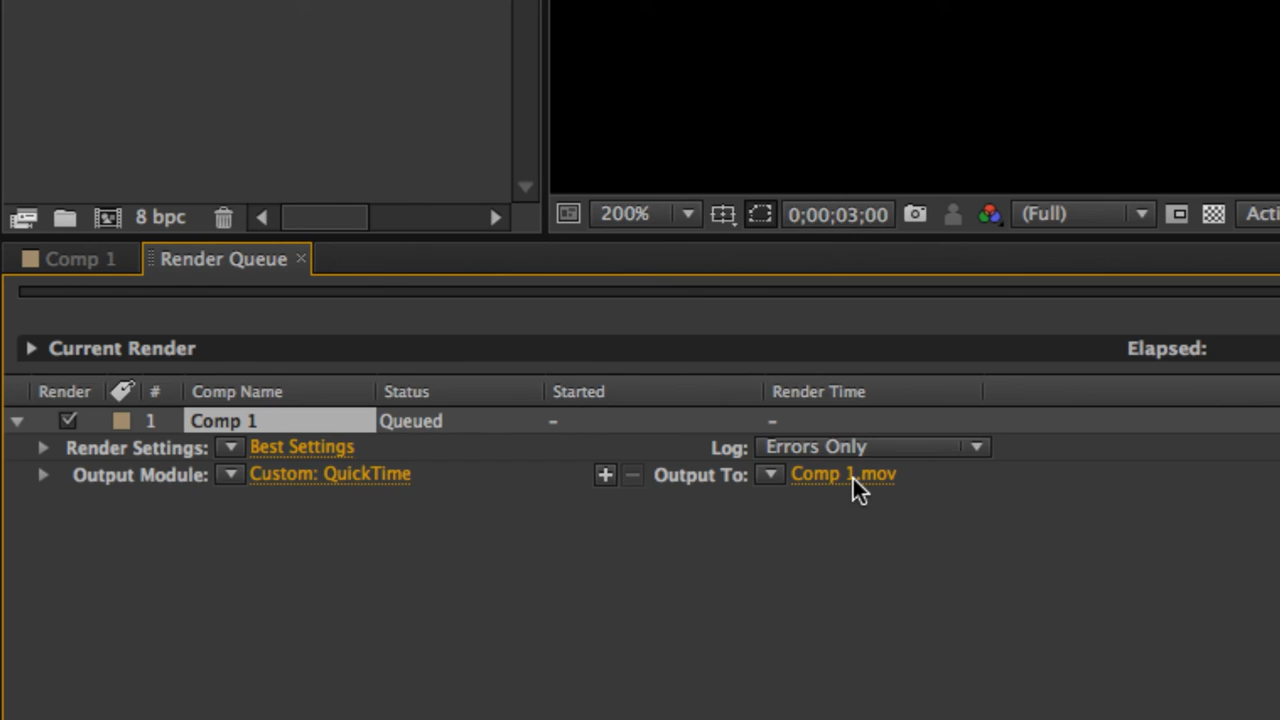 8 bpc 200% 0;00;03;00 (Full) Acti
Comp 1 Render Queue
Current Render Elapsed:
Render # Comp Name Status Started Render Time
1 Comp 1 Queued – –
Render Settings: Best Settings Log: Errors Only
Output Module: Custom: QuickTime + – Output To: Comp 1.mov